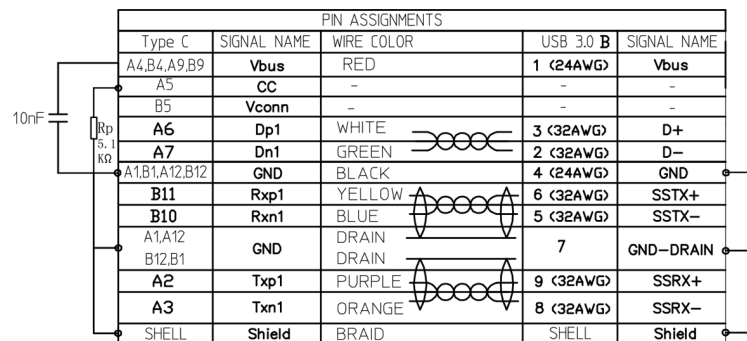 PIN ASSIGNMENTS
Type C SIGNAL NAME WIRE COLOR USB 3.0 B SIGNAL NAME
A4,B4,A9,B9 Vbus RED 1 (24AWG) Vbus
A5 CC - - -
B5 Vconn - - -
A6 Dp1 WHITE 3 (32AWG) D+
A7 Dn1 GREEN 2 (32AWG) D-
A1,B1,A12,B12 GND BLACK 4 (24AWG) GND
B11 Rxp1 YELLOW 6 (32AWG) SSTX+
B10 Rxn1 BLUE 5 (32AWG) SSTX-
A1,A12 DRAIN
GND 7 GND-DRAIN
B12,B1 DRAIN
A2 Txp1 PURPLE 9 (32AWG) SSRX+
A3 Txn1 ORANGE 8 (32AWG) SSRX-
SHELL Shield BRAID SHELL Shield
10nF
Rp
5.1
KΩ